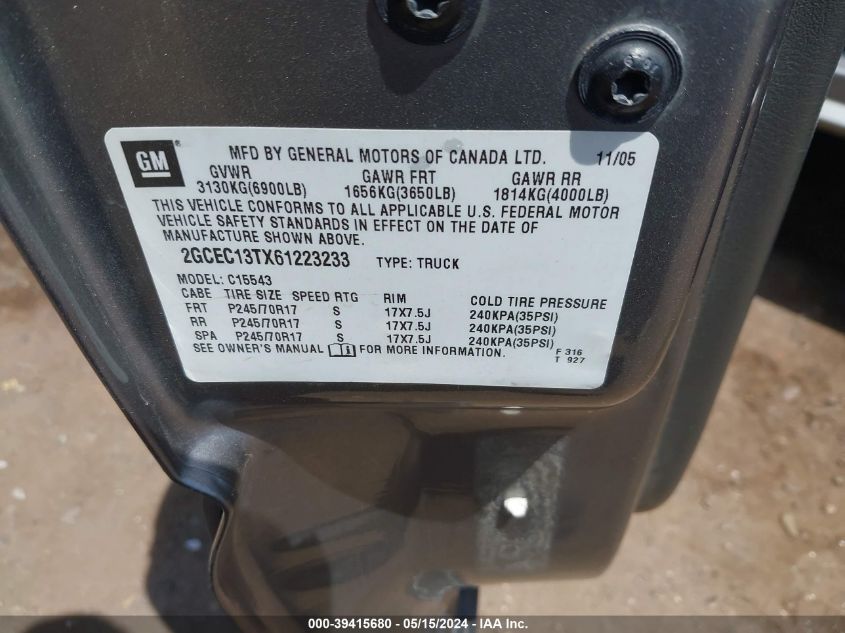 GM ® MFD BY GENERAL MOTORS OF CANADA LTD. 11/05
GVWR GAWR FRT GAWR RR
3130KG(6900LB) 1656KG(3650LB) 1814KG(4000LB)
THIS VEHICLE CONFORMS TO ALL APPLICABLE U.S. FEDERAL MOTOR
VEHICLE SAFETY STANDARDS IN EFFECT ON THE DATE OF
MANUFACTURE SHOWN ABOVE.
2GCEC13TX61223233 TYPE: TRUCK
MODEL: C15543
CABE TIRE SIZE SPEED RTG RIM COLD TIRE PRESSURE
FRT P245/70R17 S 17X7.5J 240KPA(35PSI)
RR P245/70R17 S 17X7.5J 240KPA(35PSI)
SPA P245/70R17 S 17X7.5J 240KPA(35PSI)
SEE OWNER'S MANUAL FOR MORE INFORMATION. F 316
T 927
000-39415680 - 05/15/2024 - IAA Inc.